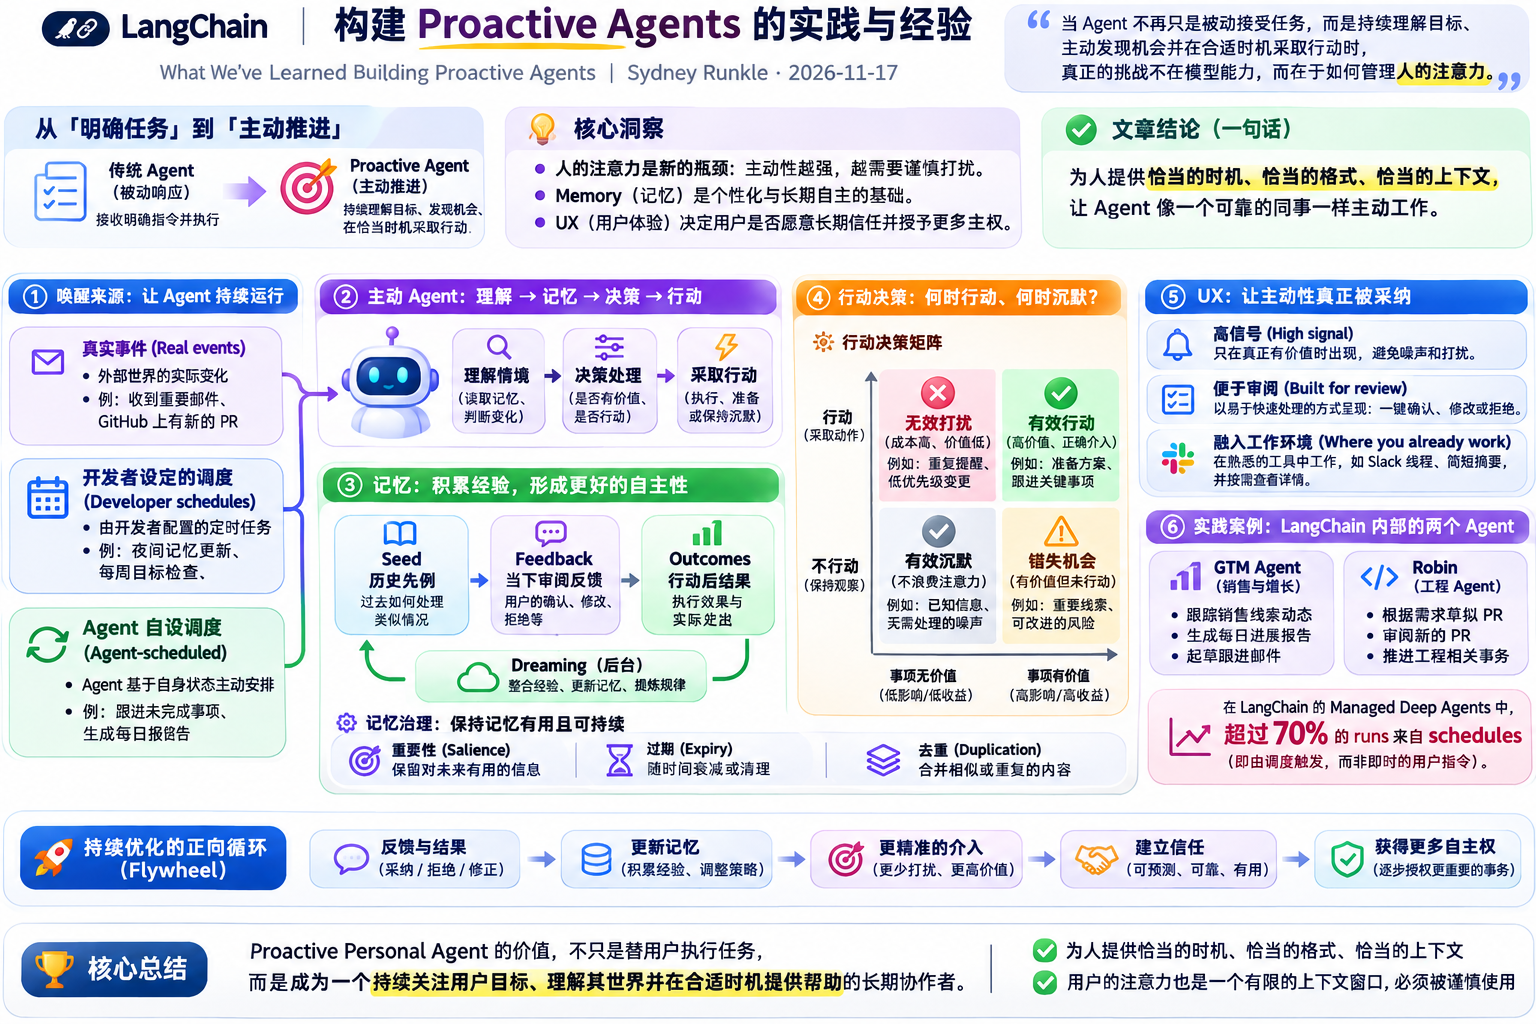 LangChain
构建 Proactive Agents 的实践与经验
What We've Learned Building Proactive Agents | Sydney Runkle · 2026-11-17
“ 当 Agent 不再只是被动接受任务，而是持续理解目标、
主动发现机会并在合适时机采取行动时，
真正的挑战不在模型能力，而在于如何管理人的注意力。”
从「明确任务」到「主动推进」
传统 Agent
（被动响应）
接收明确指令并执行
Proactive Agent
（主动推进）
持续理解目标、发现机会、
在恰当时机采取行动.
核心洞察
• 人的注意力是新的瓶颈：主动性越强，越需要谨慎打扰。
• Memory（记忆）是个性化与长期自主的基础。
• UX（用户体验）决定用户是否愿意长期信任并授予更多主权。
文章结论（一句话）
为人提供恰当的时机、恰当的格式、恰当的上下文，
让 Agent 像一个可靠的同事一样主动工作。
① 唤醒来源：让 Agent 持续运行
真实事件 (Real events)
• 外部世界的实际变化
• 例：收到重要邮件、
GitHub 上有新的 PR
开发者设定的调度
(Developer schedules)
• 由开发者配置的定时任务
• 例：夜间记忆更新、
每周目标检查、
Agent 自设调度
(Agent-scheduled)
• Agent 基于自身状态主动安排
• 例：跟进未完成事项、
生成每日报告
② 主动 Agent：理解 → 记忆 → 决策 → 行动
理解情境
（读取记忆、
判断变化）
决策处理
（是否有价值、
是否行动）
采取行动
（执行、准备
或保持沉默）
③ 记忆：积累经验，形成更好的自主性
Seed
历史先例
过去如何处理
类似情况
Feedback
当下审阅反馈
用户的确认、修改、
拒绝等
Outcomes
行动后结果
执行效果与
实际
Dreaming（后台）
整合经验、更新记忆、提炼规律
记忆治理：保持记忆有用且可持续
重要性 (Salience)
保留对未来有用的信息
过期 (Expiry)
随时间衰减或清理
去重 (Duplication)
合并相似或重复的内容
④ 行动决策：何时行动、何时沉默？
行动决策矩阵
行动
（采取动作）
无效打扰
（成本高、价值低）
例如：重复提醒、
低优先级变更
有效行动
（高价值、正确介入）
例如：准备方案、
跟进关键事项
不行动
（保持观察）
有效沉默
（不浪费注意力）
例如：已知信息、
无需处理的噪声
错失机会
（有价值但未行动）
例如：重要线索、
可改进的风险
事项无价值
（低影响/低收益）
事项有价值
（高影响/高收益）
⑤ UX：让主动性真正被采纳
高信号 (High signal)
只在真正有价值时出现，避免噪声和打扰。
便于审阅 (Built for review)
以易于快速处理的方式呈现：一键确认、修改或拒绝。
融入工作环境 (Where you already work)
在熟悉的工具中工作，如 Slack 线程、简短摘要，
并按需查看详情。
⑥ 实践案例：LangChain 内部的两个 Agent
GTM Agent
（销售与增长）
• 跟踪销售线索动态
• 生成每日进展报告
• 起草跟进邮件
Robin
（工程 Agent）
• 根据需求草拟 PR
• 审阅新的 PR
• 推进工程相关事务
在 LangChain 的 Managed Deep Agents 中，
超过 70% 的 runs 来自 schedules
（即由调度触发，而非即时的用户指令）。
持续优化的正向循环
（Flywheel）
反馈与结果
（采纳 / 拒绝 / 修正）
更新记忆
（积累经验、调整策略）
更精准的介入
（更少打扰、更高价值）
建立信任
（可预测、可靠、有用）
获得更多自主权
（逐步授权更重要的事务）
核心总结
Proactive Personal Agent 的价值，不只是替用户执行任务，
而是成为一个持续关注用户目标、理解其世界并在合适时机提供帮助的长期协作者。
为人提供恰当的时机、恰当的格式、恰当的上下文
用户的注意力也是一个有限的上下文窗口，必须被谨慎使用